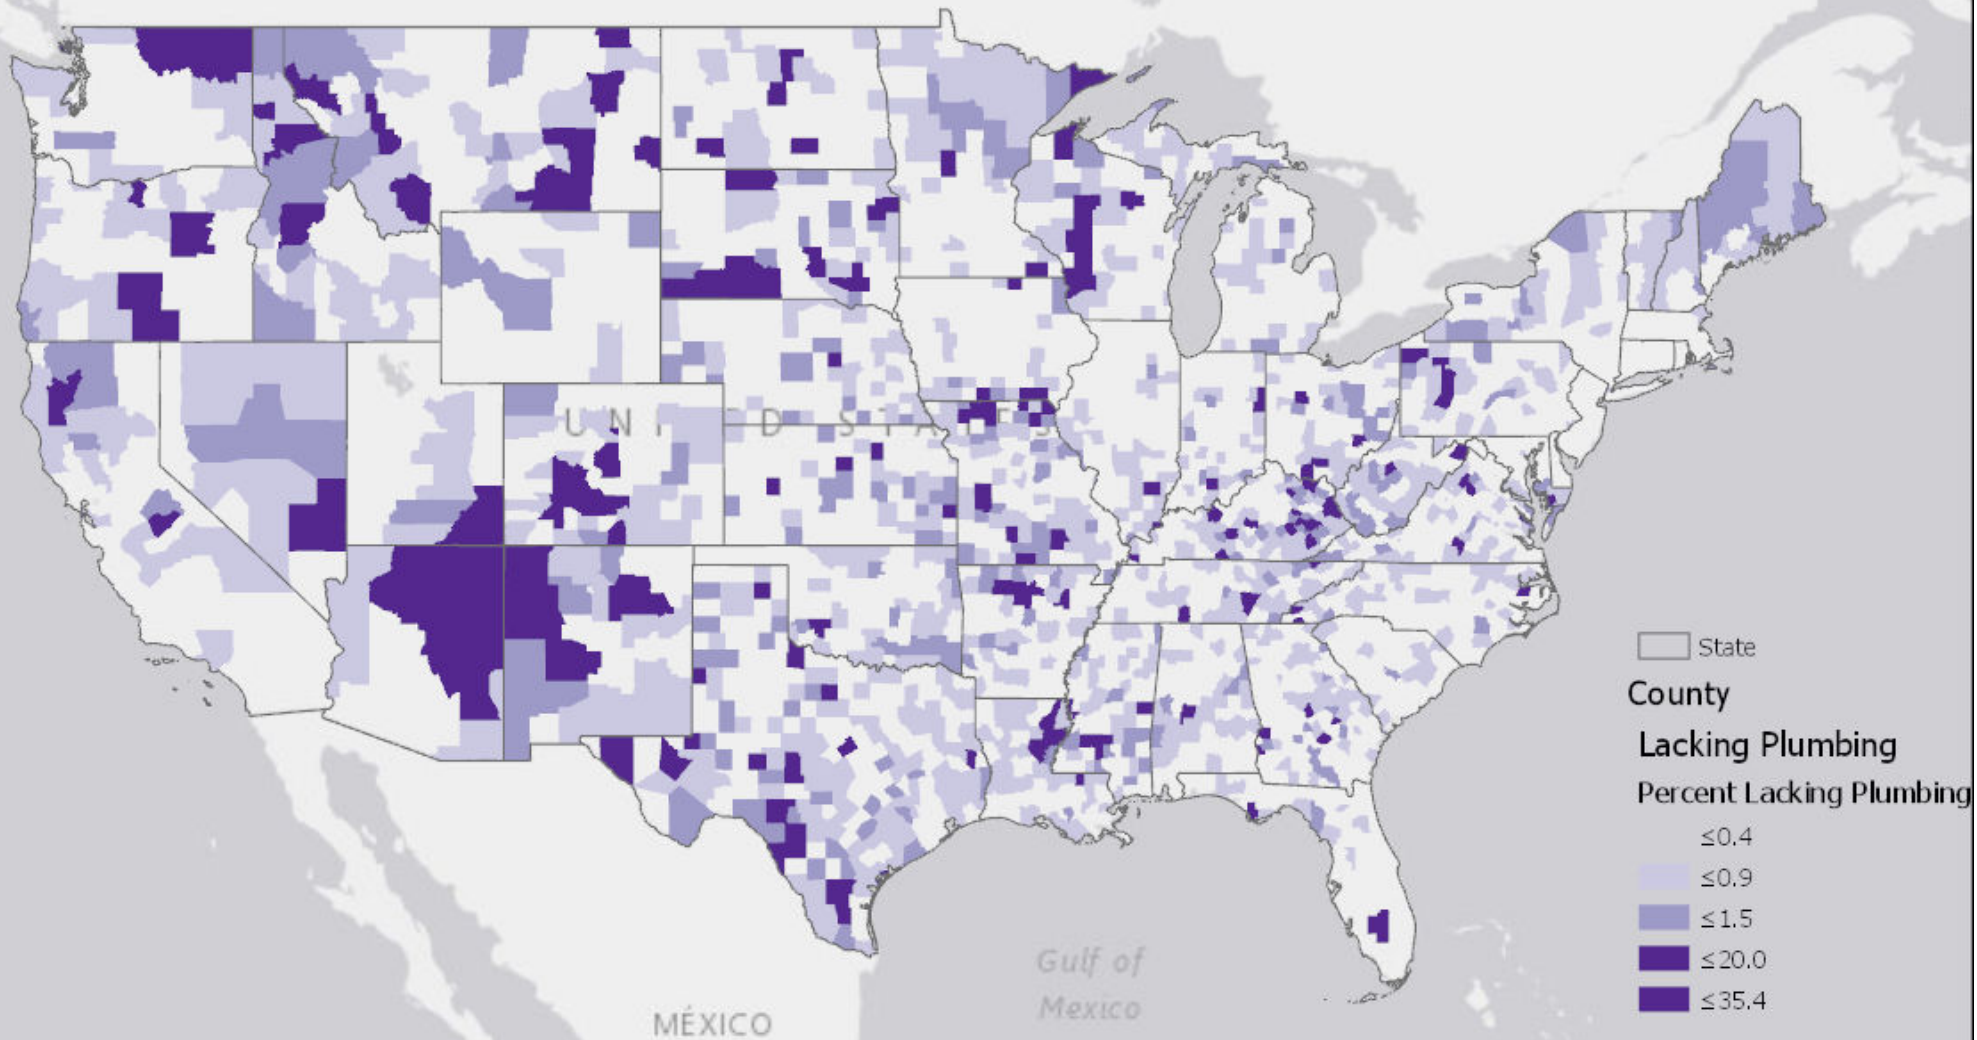 UNITED STATES
State
County
Lacking Plumbing
Percent Lacking Plumbing
≤0.4
≤0.9
≤1.5
≤20.0
≤35.4
Gulf of
Mexico
MÉXICO